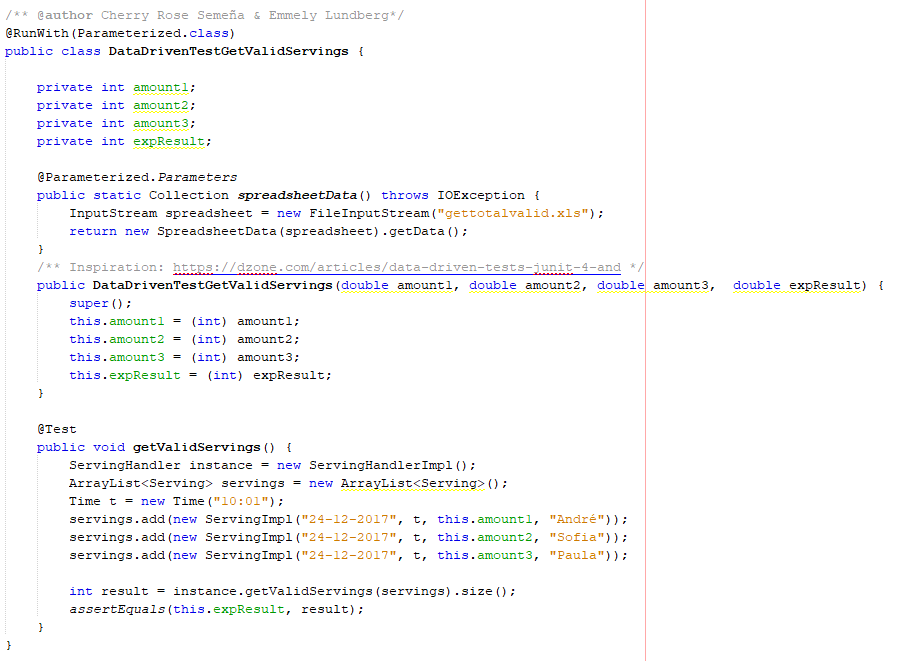 /** @author Cherry Rose Semeña & Emmely Lundberg*/
@RunWith(Parameterized.class)
public class DataDrivenTestGetValidServings {
private int amount1;
private int amount2;
private int amount3;
private int expResult;
@Parameterized.Parameters
public static Collection spreadsheetData() throws IOException {
InputStream spreadsheet = new FileInputStream("gettotalvalid.xls");
return new SpreadsheetData(spreadsheet).getData();
}
/** Inspiration: https://dzone.com/articles/data-driven-tests-junit-4-and */
public DataDrivenTestGetValidServings(double amount1, double amount2, double amount3,  double expResult) {
super();
this.amount1 = (int) amount1;
this.amount2 = (int) amount2;
this.amount3 = (int) amount3;
this.expResult = (int) expResult;
}
@Test
public void getValidServings() {
ServingHandler instance = new ServingHandlerImpl();
ArrayList<Serving> servings = new ArrayList<Serving>();
Time t = new Time("10:01");
servings.add(new ServingImpl("24-12-2017", t, this.amount1, "André"));
servings.add(new ServingImpl("24-12-2017", t, this.amount2, "Sofia"));
servings.add(new ServingImpl("24-12-2017", t, this.amount3, "Paula"));
int result = instance.getValidServings(servings).size();
assertEquals(this.expResult, result);
}
}